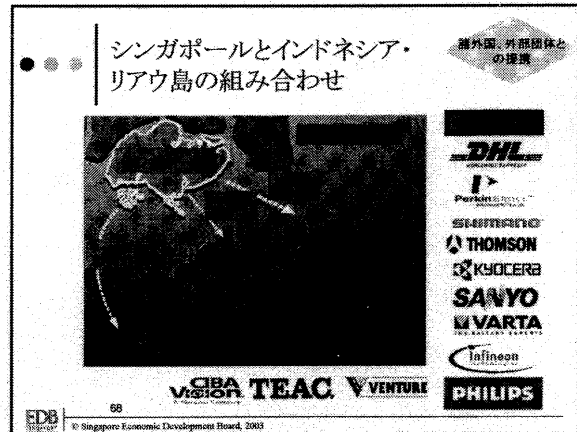 シンガポールとインドネシア・
リアウ島の組み合わせ
諸外国、外部団体と
の提携
DHL
PerkinElmer
SHIMANO
THOMSON
KYOCERA
SANYO
VARTA
Infineon
PHILIPS
CIBA
VISION
TEAC
VENTURE
68
EDB
© Singapore Economic Development Board, 2003